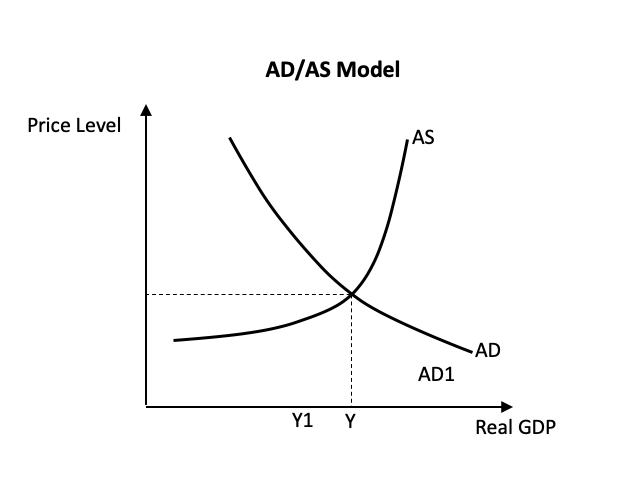 AD/AS Model
Price Level
AS
AD
AD1
Y1
Y
Real GDP